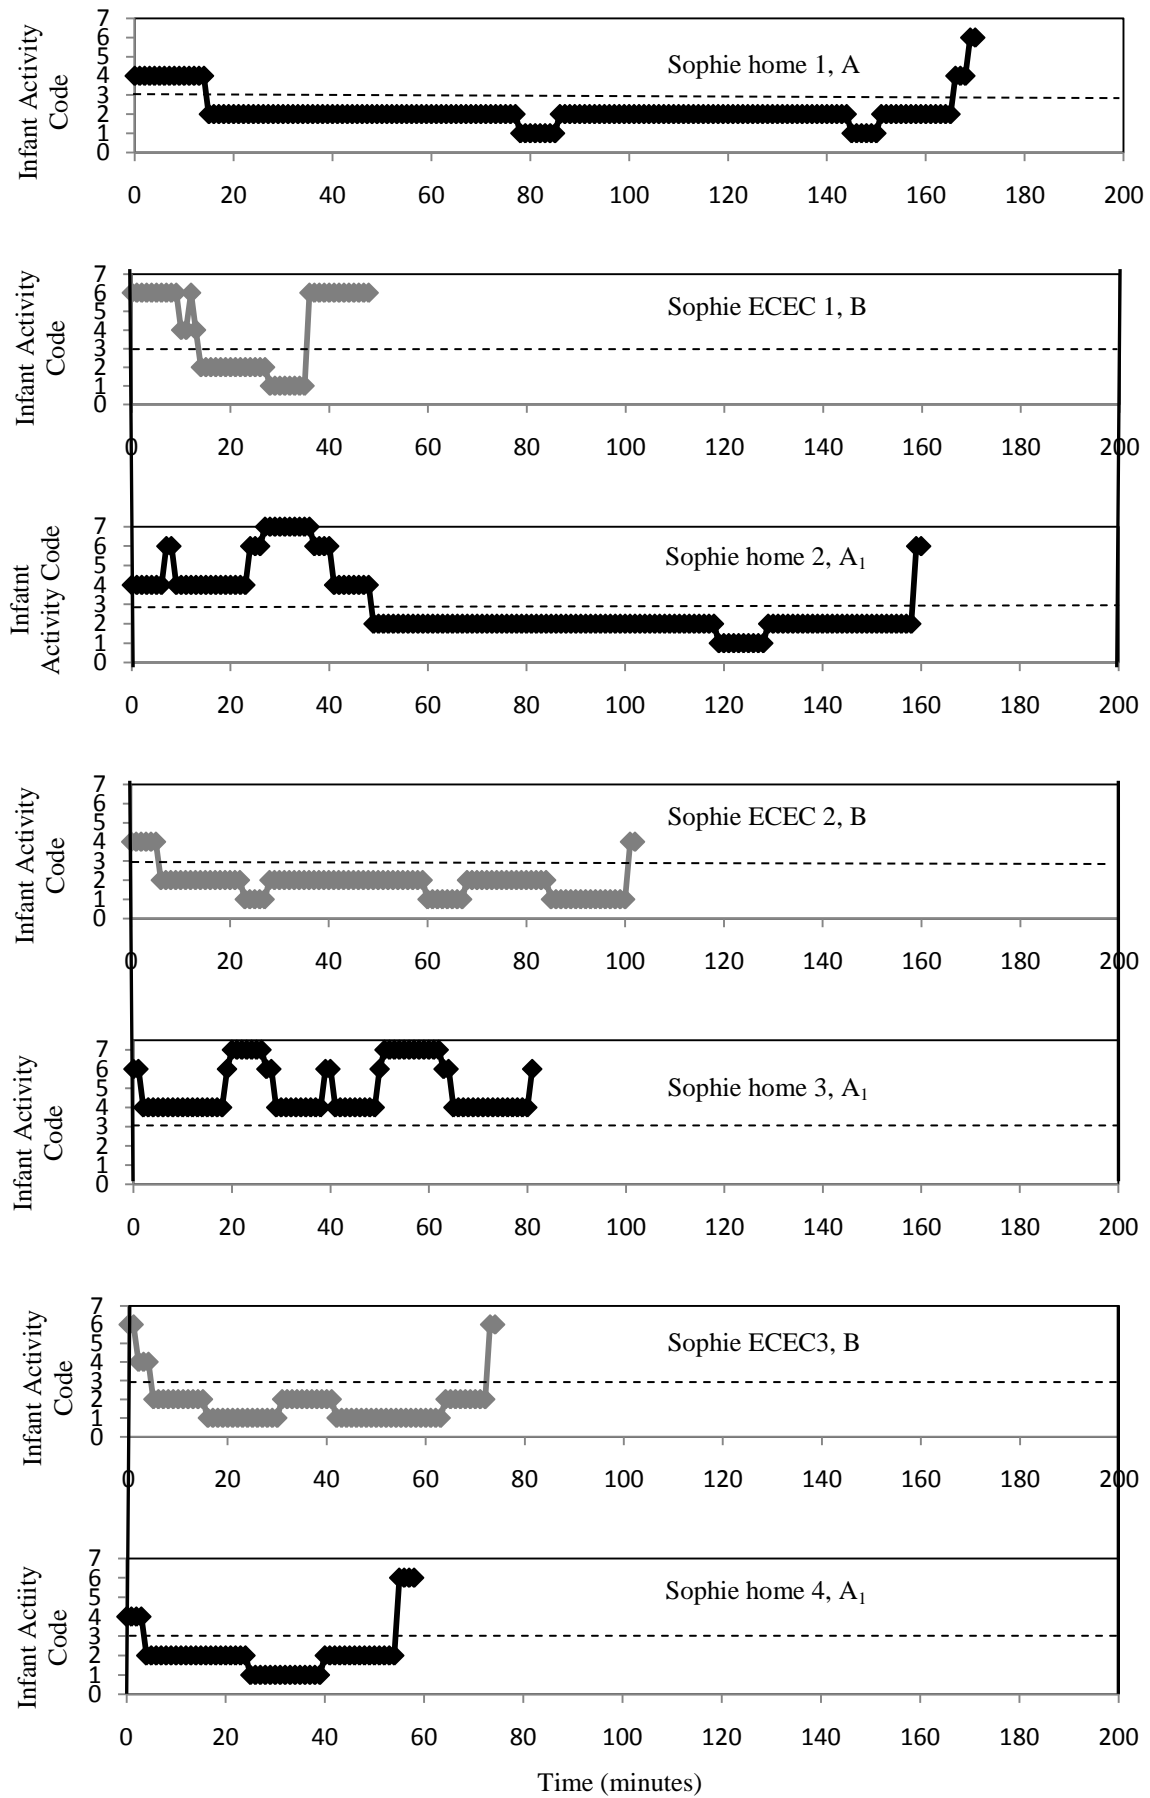 7
6
5
4
3
2
1
0
Infant Activity
Code
Sophie home 1, A
0 20 40 60 80 100 120 140 160 180 200
7
6
5
4
3
2
1
0
Infant Activity
Code
Sophie ECEC 1, B
0 20 40 60 80 100 120 140 160 180 200
7
6
5
4
3
2
1
0
Infatnt
Activity Code
Sophie home 2, A₁
0 20 40 60 80 100 120 140 160 180 200
7
6
5
4
3
2
1
0
Infant Activity
Code
Sophie ECEC 2, B
0 20 40 60 80 100 120 140 160 180 200
7
6
5
4
3
2
1
0
Infant Activity
Code
Sophie home 3, A₁
0 20 40 60 80 100 120 140 160 180 200
7
6
5
4
3
2
1
0
Infant Activity
Code
Sophie ECEC3, B
0 20 40 60 80 100 120 140 160 180 200
7
6
5
4
3
2
1
0
Infant Actiity
Code
Sophie home 4, A₁
0 20 40 60 80 100 120 140 160 180 200
Time (minutes)